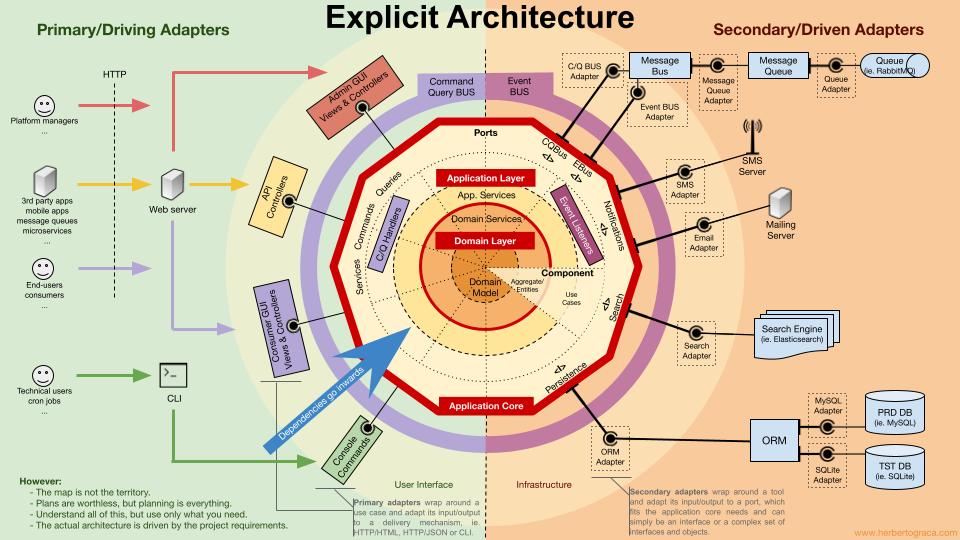 Explicit Architecture
Primary/Driving Adapters
Secondary/Driven Adapters
HTTP
Platform managers
...
3rd party apps
mobile apps
message queues
microservices
...
End-users
consumers
...
Technical users
cron jobs
...
Web server
CLI
>_
Admin GUI
Views & Controllers
API
Controllers
Consumer GUI
Views & Controllers
Console
Commands
Dependencies go inwards
Command
Query BUS
Event
BUS
Ports
Application Layer
App. Services
Domain Services
Domain Layer
Domain
Model
Component
Aggregate/
Entities
Use
Cases
Application Core
Services
Commands
Queries
C/Q Handlers
Event Listeners
CQBus
</>
EBus
</>
Notifications
</>
Search
</>
Persistence
</>
C/Q BUS
Adapter
Message
Bus
Event BUS
Adapter
Message
Queue
Adapter
Message
Queue
Queue
Adapter
Queue
(ie. RabbitMQ)
SMS
Adapter
SMS
Server
Email
Adapter
Mailing
Server
Search
Adapter
Search Engine
(ie. Elasticsearch)
ORM
Adapter
ORM
MySQL
Adapter
PRD DB
(ie. MySQL)
SQLite
Adapter
TST DB
(ie. SQLite)
User Interface
Infrastructure
Primary adapters wrap around a
use case and adapt its input/output
to a delivery mechanism, ie.
HTTP/HTML, HTTP/JSON or CLI.
Secondary adapters wrap around a tool
and adapt its input/output to a port, which
fits the application core needs and can
simply be an interface or a complex set of
interfaces and objects.
However:
- The map is not the territory.
- Plans are worthless, but planning is everything.
- Understand all of this, but use only what you need.
- The actual architecture is driven by the project requirements.
www.herbertograca.com